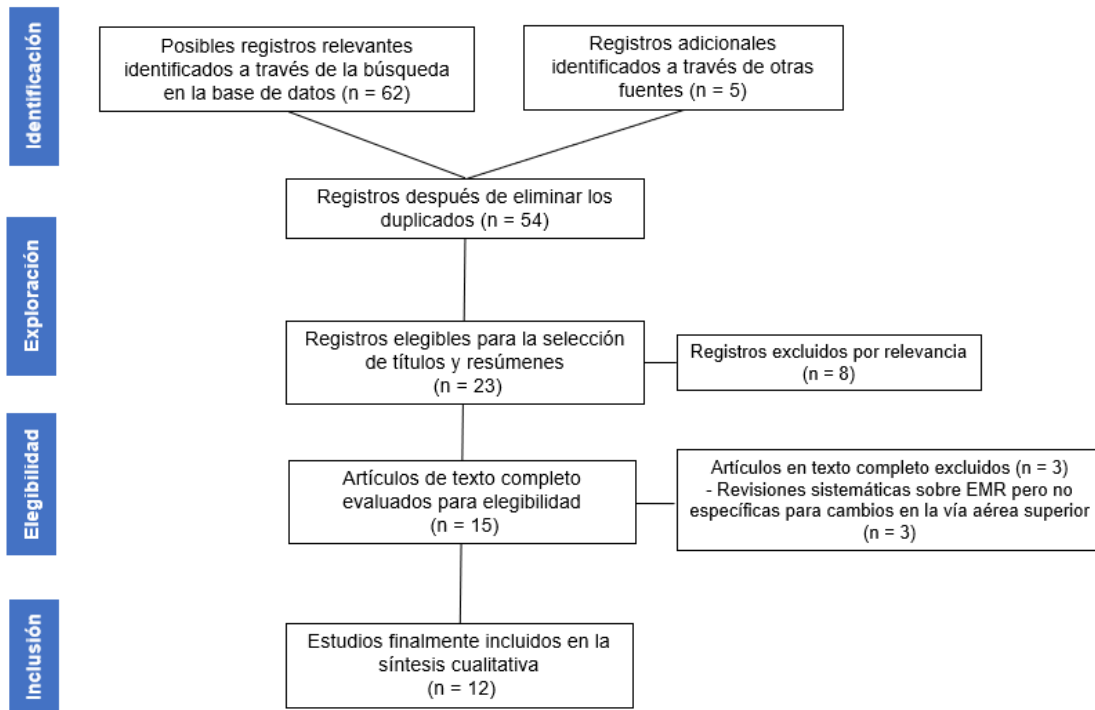 Identificación
Posibles registros relevantes
identificados a través de la búsqueda
en la base de datos (n = 62)
Registros adicionales
identificados a través de otras
fuentes (n = 5)
Registros después de eliminar los
duplicados (n = 54)
Exploración
Registros elegibles para la selección
de títulos y resúmenes
(n = 23)
Registros excluidos por relevancia
(n = 8)
Elegibilidad
Artículos de texto completo
evaluados para elegibilidad
(n = 15)
Artículos en texto completo excluidos (n = 3)
- Revisiones sistemáticas sobre EMR pero no
específicas para cambios en la vía aérea superior
(n = 3)
Inclusión
Estudios finalmente incluidos en la
síntesis cualitativa
(n = 12)